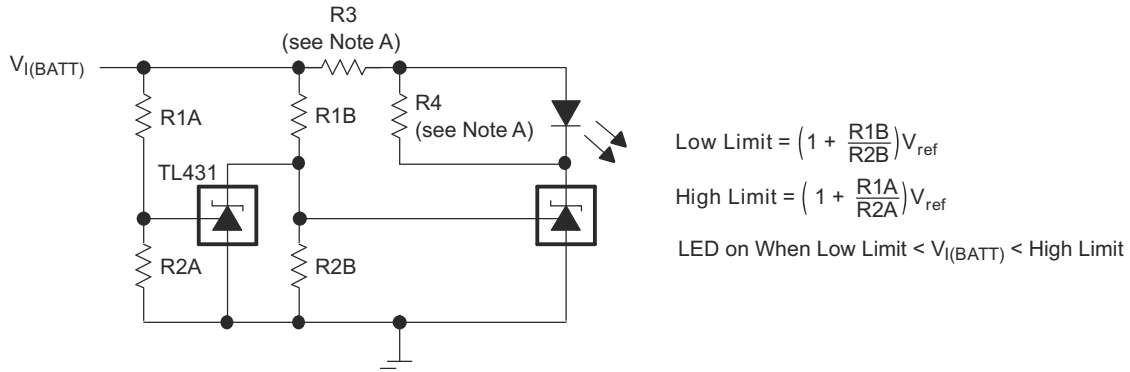 R3
(see Note A)
V_I(BATT)
R1A
R1B
R4
(see Note A)
TL431
R2A
R2B
Low Limit = (1 + R1B/R2B)V_ref
High Limit = (1 + R1A/R2A)V_ref
LED on When Low Limit < V_I(BATT) < High Limit